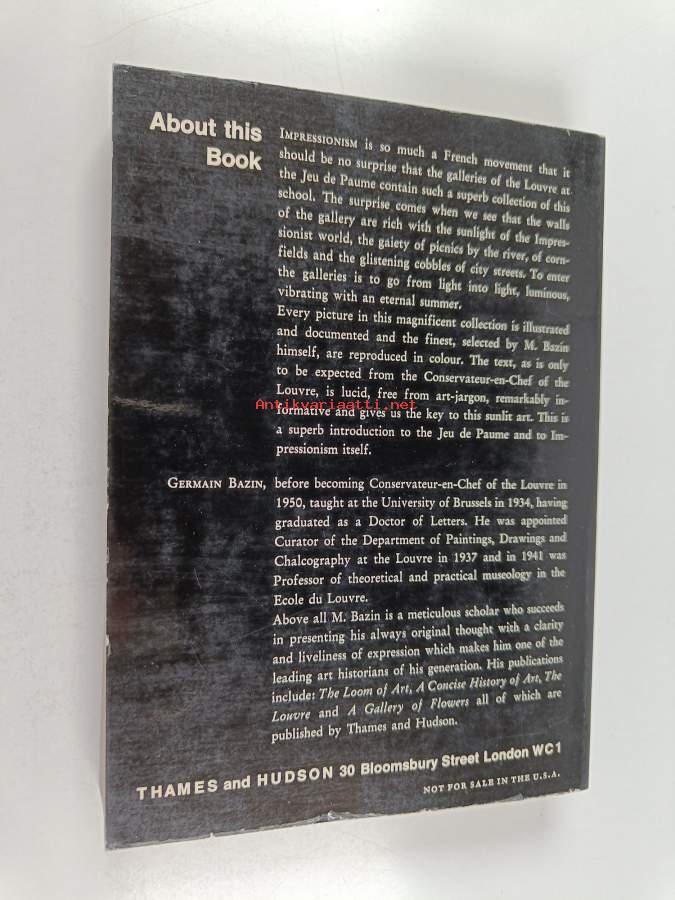 About this
Book
IMPRESSIONISM is so much a French movement that it
should be no surprise that the galleries of the Louvre at
the Jeu de Paume contain such a superb collection of this
school. The surprise comes when we see that the walls
of the gallery are rich with the sunlight of the Impres-
sionist world, the gaiety of picnics by the river, of corn-
fields and the glistening cobbles of city streets. To enter
the galleries is to go from light into light, luminous,
vibrating with an eternal summer.
Every picture in this magnificent collection is illustrated
and documented and the finest, selected by M. Bazin
himself, are reproduced in colour. The text, as is only
to be expected from the Conservateur-en-Chef of the
Louvre, is lucid, free from art-jargon, remarkably in-
formative and gives us the key to this sunlit art. This is
a superb introduction to the Jeu de Paume and to Im-
pressionism itself.
Antikvariaatti.net
GERMAIN BAZIN, before becoming Conservateur-en-Chef of the Louvre in
1950, taught at the University of Brussels in 1934, having
graduated as a Doctor of Letters. He was appointed
Curator of the Department of Paintings, Drawings and
Chalcography at the Louvre in 1937 and in 1941 was
Professor of theoretical and practical museology in the
Ecole du Louvre.
Above all M. Bazin is a meticulous scholar who succeeds
in presenting his always original thought with a clarity
and liveliness of expression which makes him one of the
leading art historians of his generation. His publications
include: The Loom of Art, A Concise History of Art, The
Louvre and A Gallery of Flowers all of which are
published by Thames and Hudson.
THAMES and HUDSON 30 Bloomsbury Street London WC1
NOT FOR SALE IN THE U.S.A.